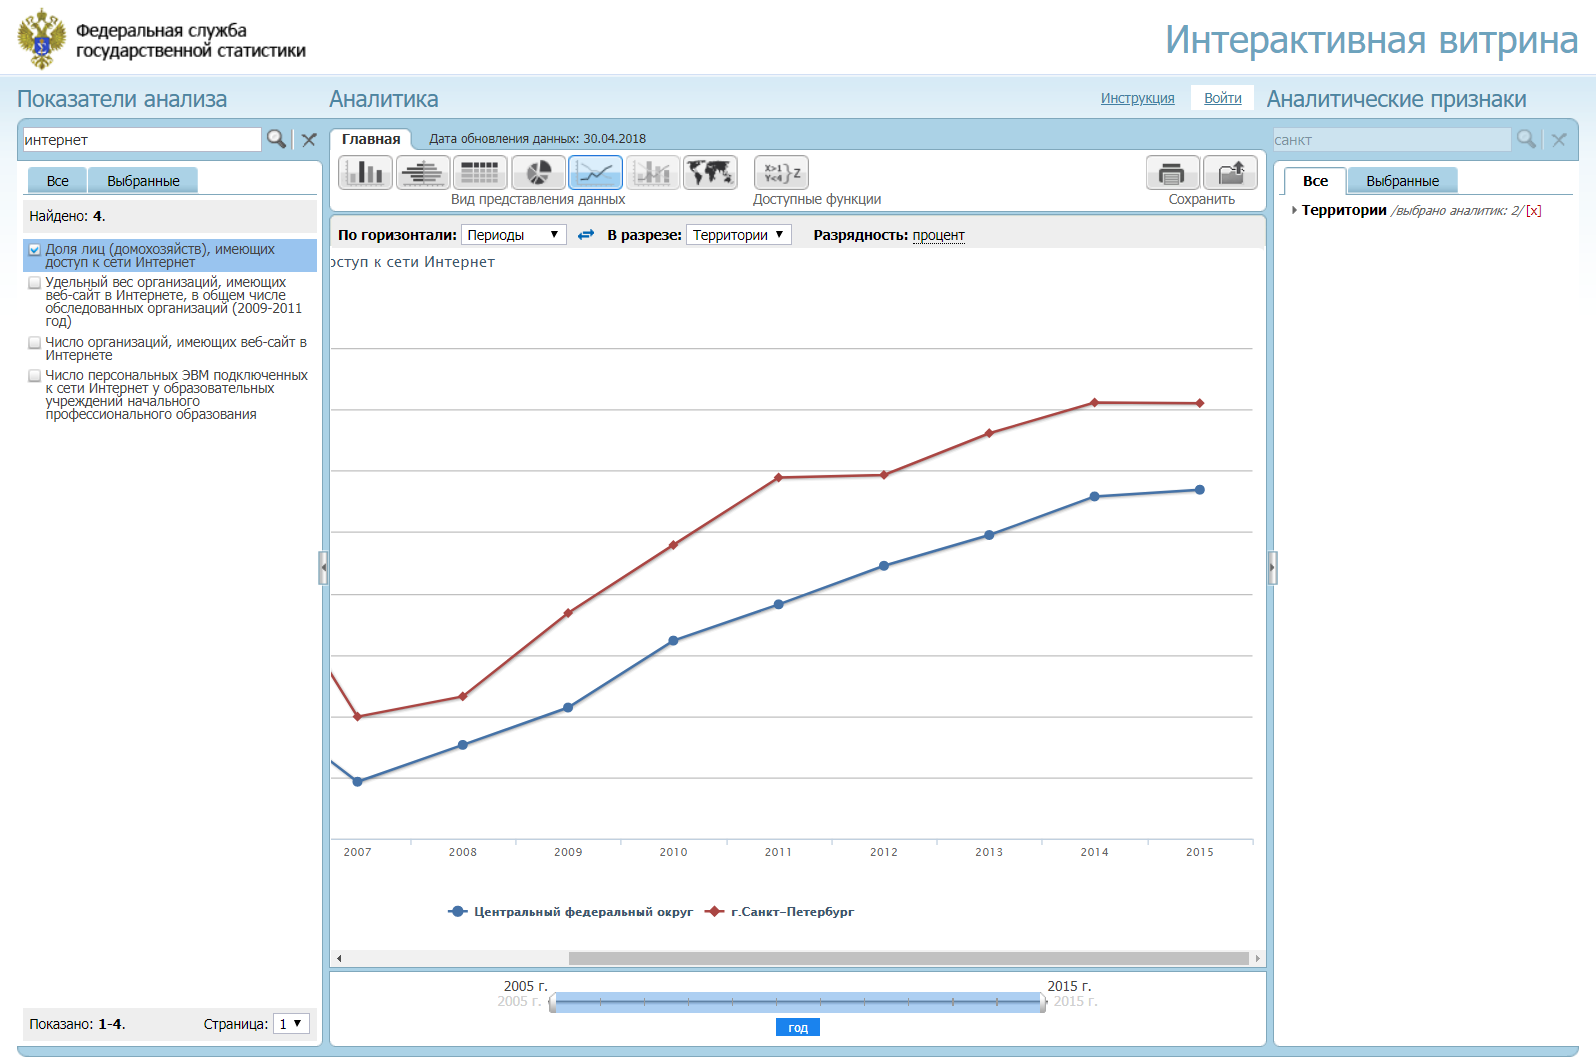 Федеральная служба
государственной статистики
Интерактивная витрина
Показатели анализа
Аналитика
Инструкция
Войти
Аналитические признаки
интернет
Главная
Дата обновления данных: 30.04.2018
санкт
Все
Выбранные
Найдено: 4.
Доля лиц (домохозяйств), имеющих
доступ к сети Интернет
Удельный вес организаций, имеющих
веб-сайт в Интернете, в общем числе
обследованных организаций (2009-2011
год)
Число организаций, имеющих веб-сайт в
Интернете
Число персональных ЭВМ подключенных
к сети Интернет у образовательных
учреждений начального
профессионального образования
Показано: 1-4.
Страница: 1
X>1
Y<4
Z
Вид представления данных
Доступные функции
Сохранить
По горизонтали: Периоды
В разрезе: Территории
Разрядность: процент
оступ к сети Интернет
2007 2008 2009 2010 2011 2012 2013 2014 2015
Центральный федеральный округ
г.Санкт-Петербург
2005 г.
2015 г.
2005 г.
2015 г.
год
Все
Выбранные
Территории /выбрано аналитик: 2/ [x]